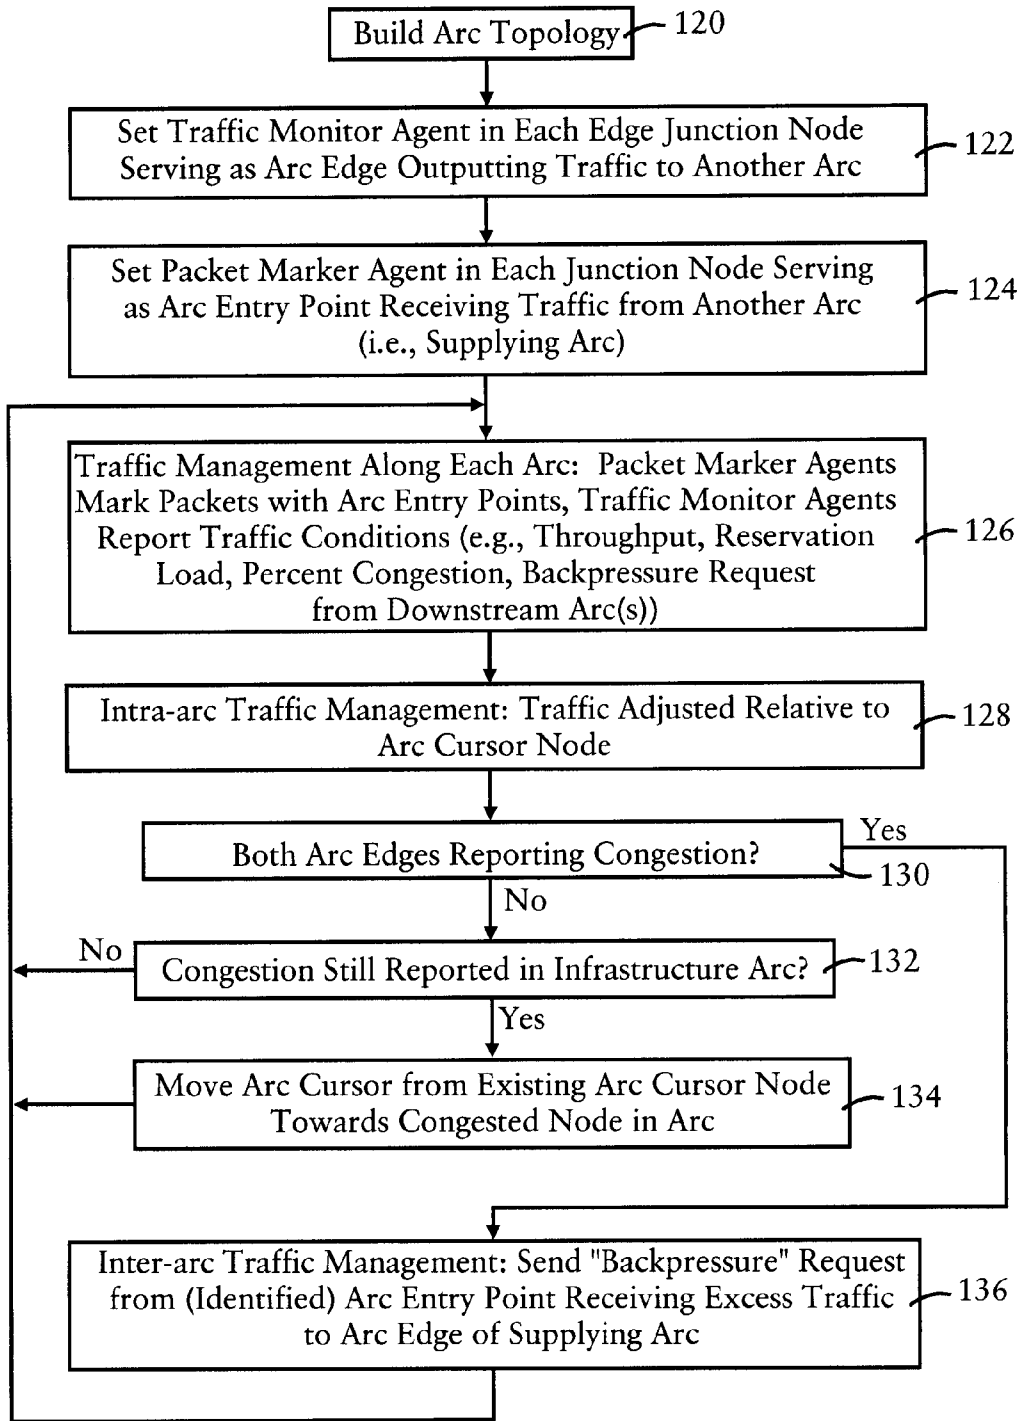 Build Arc Topology
120
Set Traffic Monitor Agent in Each Edge Junction Node
Serving as Arc Edge Outputting Traffic to Another Arc
122
Set Packet Marker Agent in Each Junction Node Serving
as Arc Entry Point Receiving Traffic from Another Arc
(i.e., Supplying Arc)
124
Traffic Management Along Each Arc: Packet Marker Agents
Mark Packets with Arc Entry Points, Traffic Monitor Agents
Report Traffic Conditions (e.g., Throughput, Reservation
Load, Percent Congestion, Backpressure Request
from Downstream Arc(s))
126
Intra-arc Traffic Management: Traffic Adjusted Relative to
Arc Cursor Node
128
Both Arc Edges Reporting Congestion?
Yes
130
No
No
Congestion Still Reported in Infrastructure Arc?
132
Yes
Move Arc Cursor from Existing Arc Cursor Node
Towards Congested Node in Arc
134
Inter-arc Traffic Management: Send "Backpressure" Request
from (Identified) Arc Entry Point Receiving Excess Traffic
to Arc Edge of Supplying Arc
136